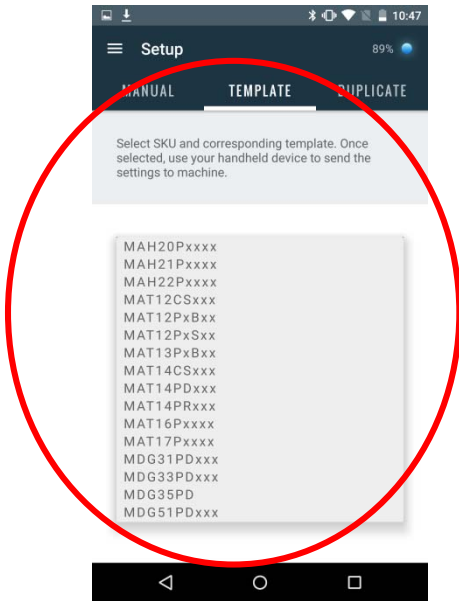 10:47
Setup
89%
MANUAL TEMPLATE DUPLICATE
Select SKU and corresponding template. Once
selected, use your handheld device to send the
settings to machine.
MAH20Pxxxx
MAH21Pxxxx
MAH22Pxxxx
MAT12CSxxx
MAT12PxBxx
MAT12PxSxx
MAT13PxBxx
MAT14CSxxx
MAT14PDxxx
MAT14PRxxx
MAT16Pxxxx
MAT17Pxxxx
MDG31PDxxx
MDG33PDxxx
MDG35PD
MDG51PDxxx